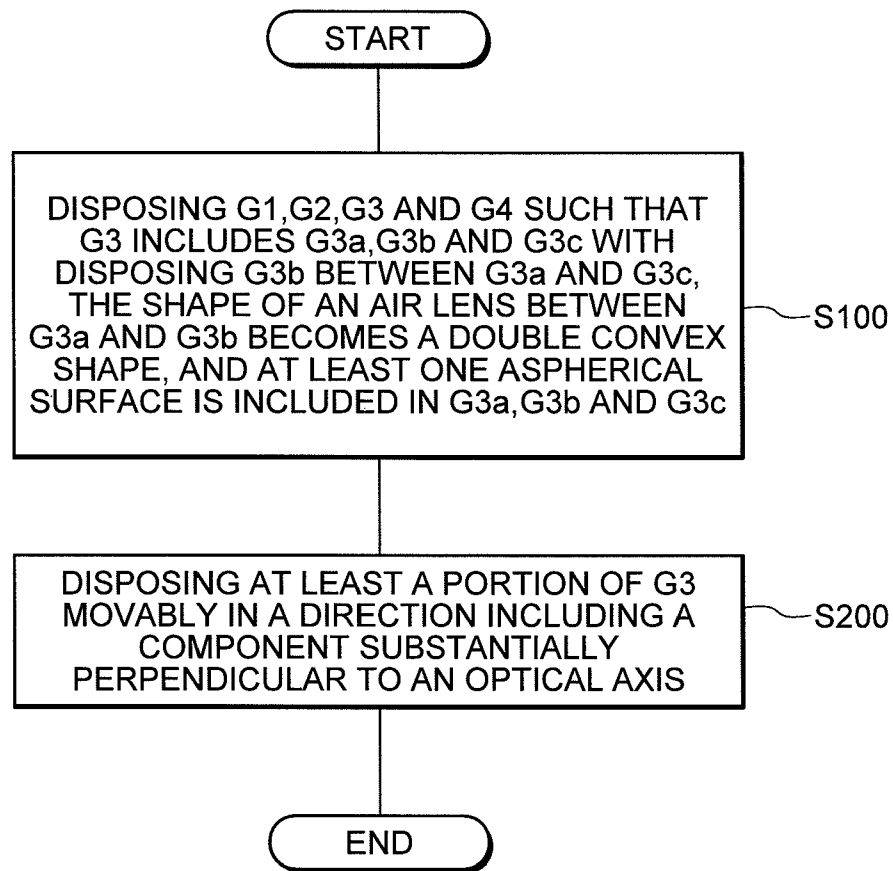 START
DISPOSING G1,G2,G3 AND G4 SUCH THAT
G3 INCLUDES G3a,G3b AND G3c WITH
DISPOSING G3b BETWEEN G3a AND G3c,
THE SHAPE OF AN AIR LENS BETWEEN
G3a AND G3b BECOMES A DOUBLE CONVEX
SHAPE, AND AT LEAST ONE ASPHERICAL
SURFACE IS INCLUDED IN G3a,G3b AND G3c
S100
DISPOSING AT LEAST A PORTION OF G3
MOVABLY IN A DIRECTION INCLUDING A
COMPONENT SUBSTANTIALLY
PERPENDICULAR TO AN OPTICAL AXIS
S200
END